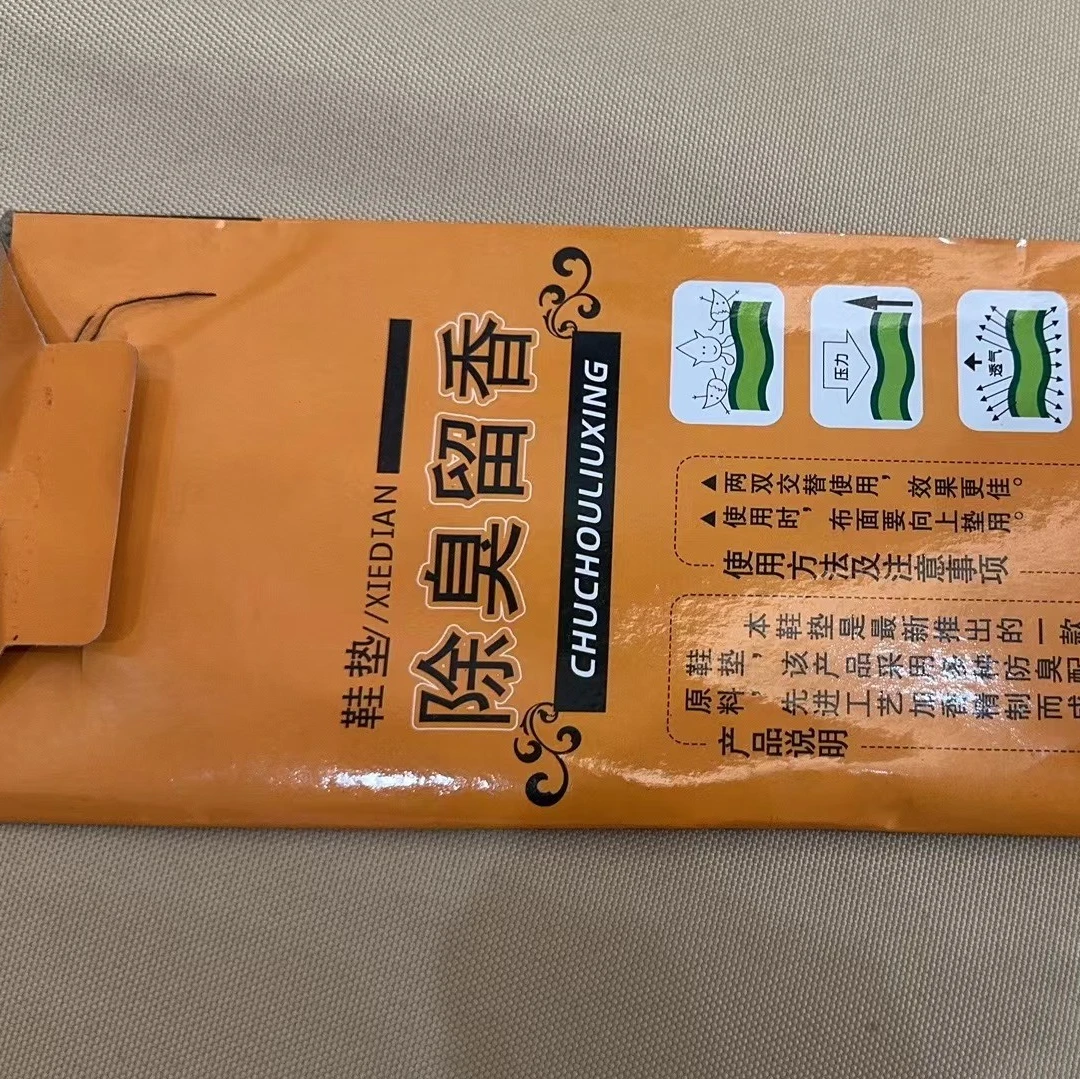 鞋垫//XIEDIAN
除臭留香
CHUCHOULIUXING
压力
透气
使用方法及注意事项
▲两双交替使用，效果更佳。
▲使用时，布面要向上垫用。
产品说明
本鞋垫是最新推出的一款
鞋垫，该产品采用多种防臭配
原料，先进工艺加香精制而成